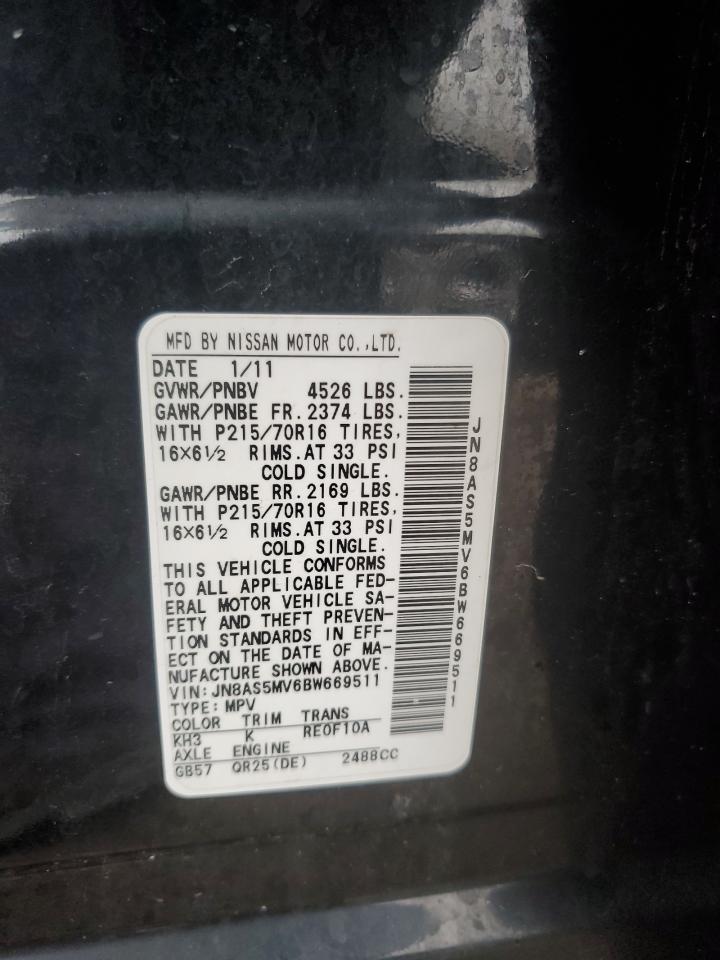 MFD BY NISSAN MOTOR CO.,LTD.
DATE 1/11
GVWR/PNBV 4526 LBS.
GAWR/PNBE FR. 2374 LBS.
WITH P215/70R16 TIRES,
16×6½ RIMS.AT 33 PSI
COLD SINGLE.
GAWR/PNBE RR. 2169 LBS.
WITH P215/70R16 TIRES,
16×6½ RIMS.AT 33 PSI
COLD SINGLE.
THIS VEHICLE CONFORMS
TO ALL APPLICABLE FED-
ERAL MOTOR VEHICLE SA-
FETY AND THEFT PREVEN-
TION STANDARDS IN EFF-
ECT ON THE DATE OF MA-
NUFACTURE SHOWN ABOVE.
VIN:JN8AS5MV6BW669511
TYPE:MPV
COLOR TRIM TRANS
KH3 K RE0F10A
AXLE ENGINE
GB57 QR25(DE) 2488CC
JN8AS5MV6BW669511